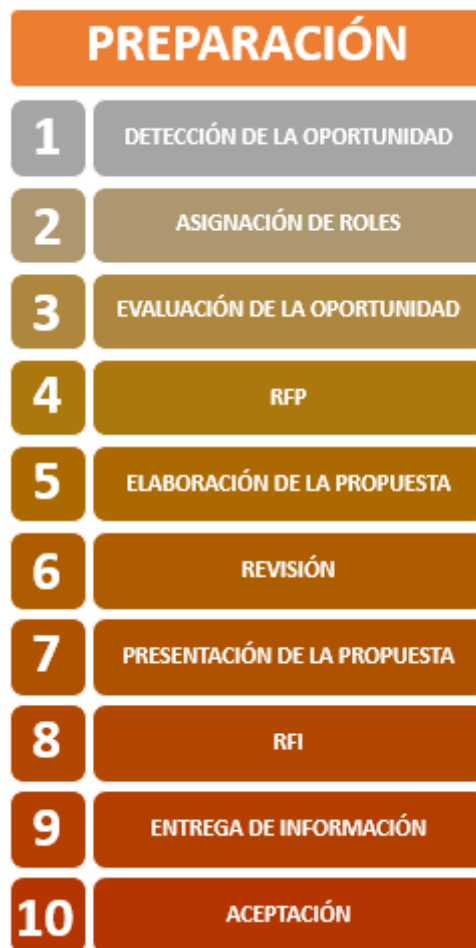 PREPARACIÓN
1 DETECCIÓN DE LA OPORTUNIDAD
2 ASIGNACIÓN DE ROLES
3 EVALUACIÓN DE LA OPORTUNIDAD
4 RFP
5 ELABORACIÓN DE LA PROPUESTA
6 REVISIÓN
7 PRESENTACIÓN DE LA PROPUESTA
8 RFI
9 ENTREGA DE INFORMACIÓN
10 ACEPTACIÓN